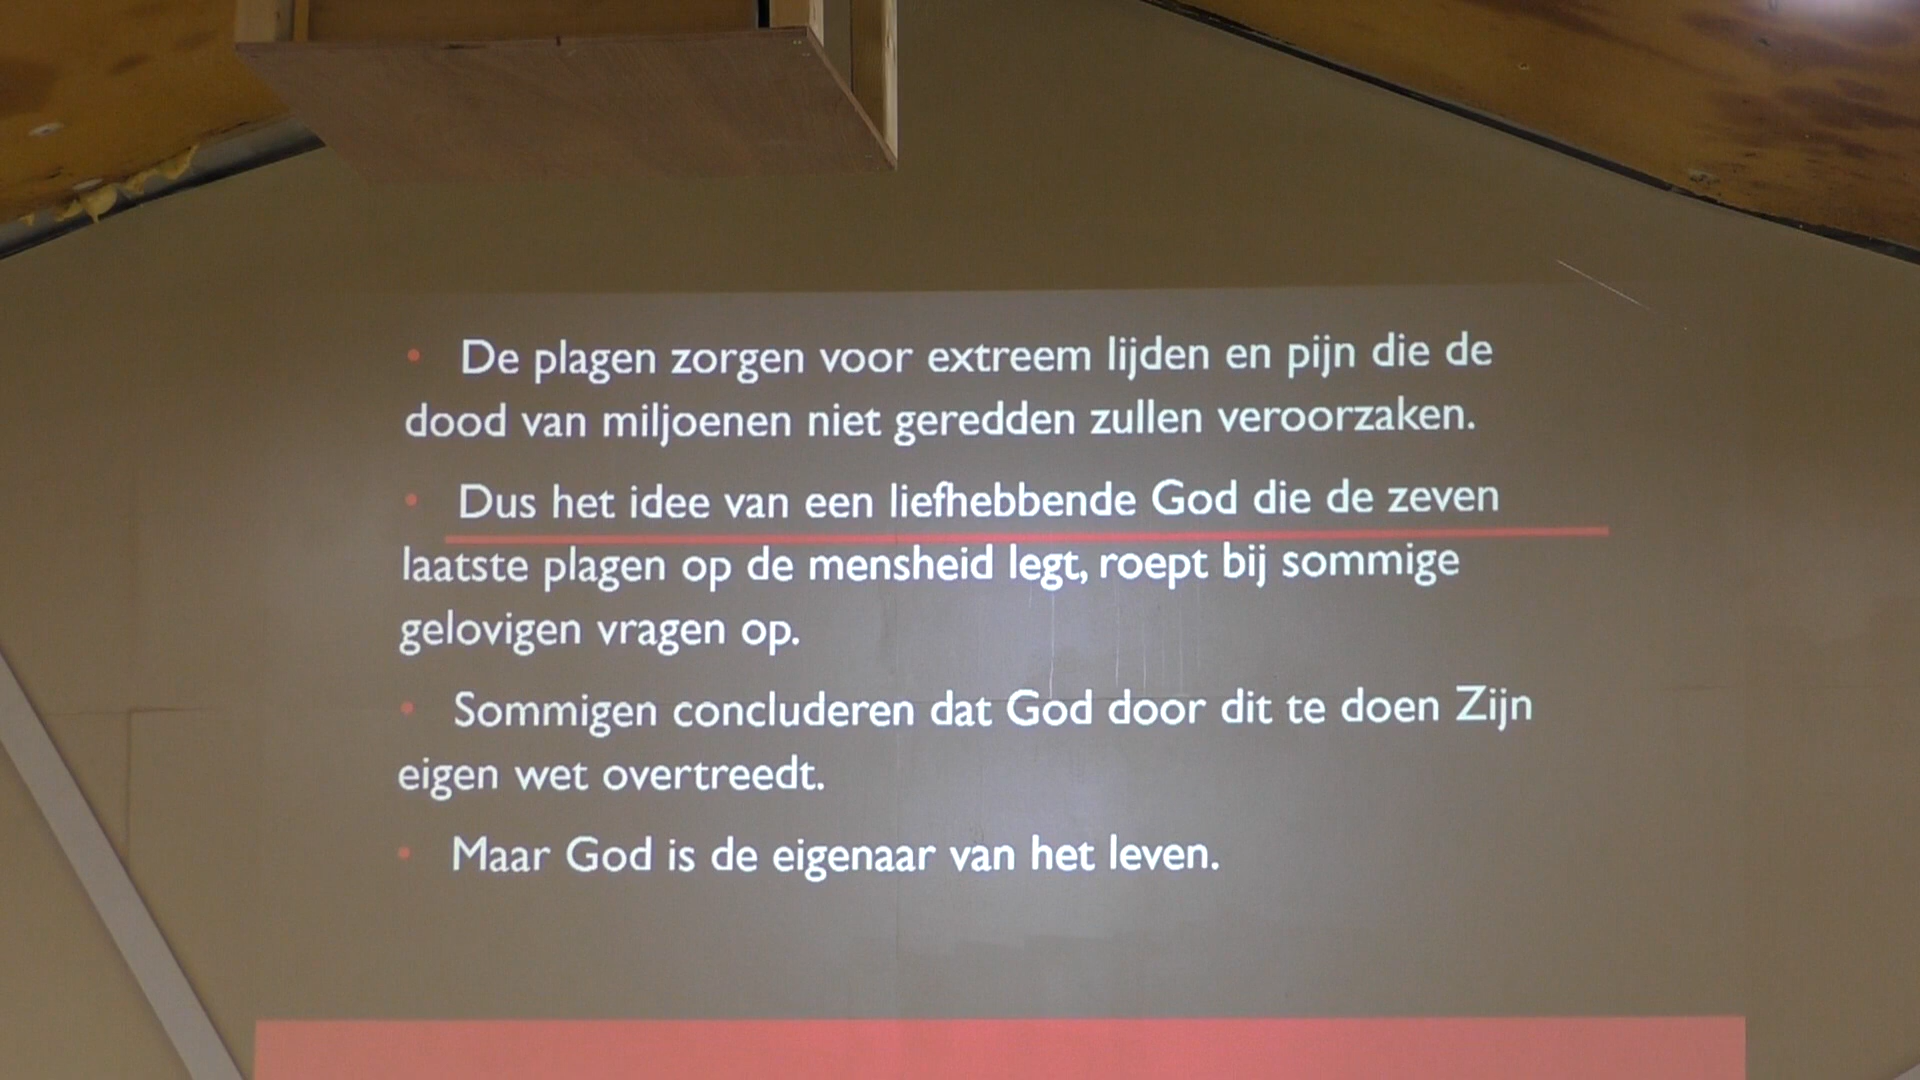 • De plagen zorgen voor extreem lijden en pijn die de
dood van miljoenen niet geredden zullen veroorzaken.
• Dus het idee van een liefhebbende God die de zeven
laatste plagen op de mensheid legt, roept bij sommige
gelovigen vragen op.
• Sommigen concluderen dat God door dit te doen Zijn
eigen wet overtreedt.
• Maar God is de eigenaar van het leven.